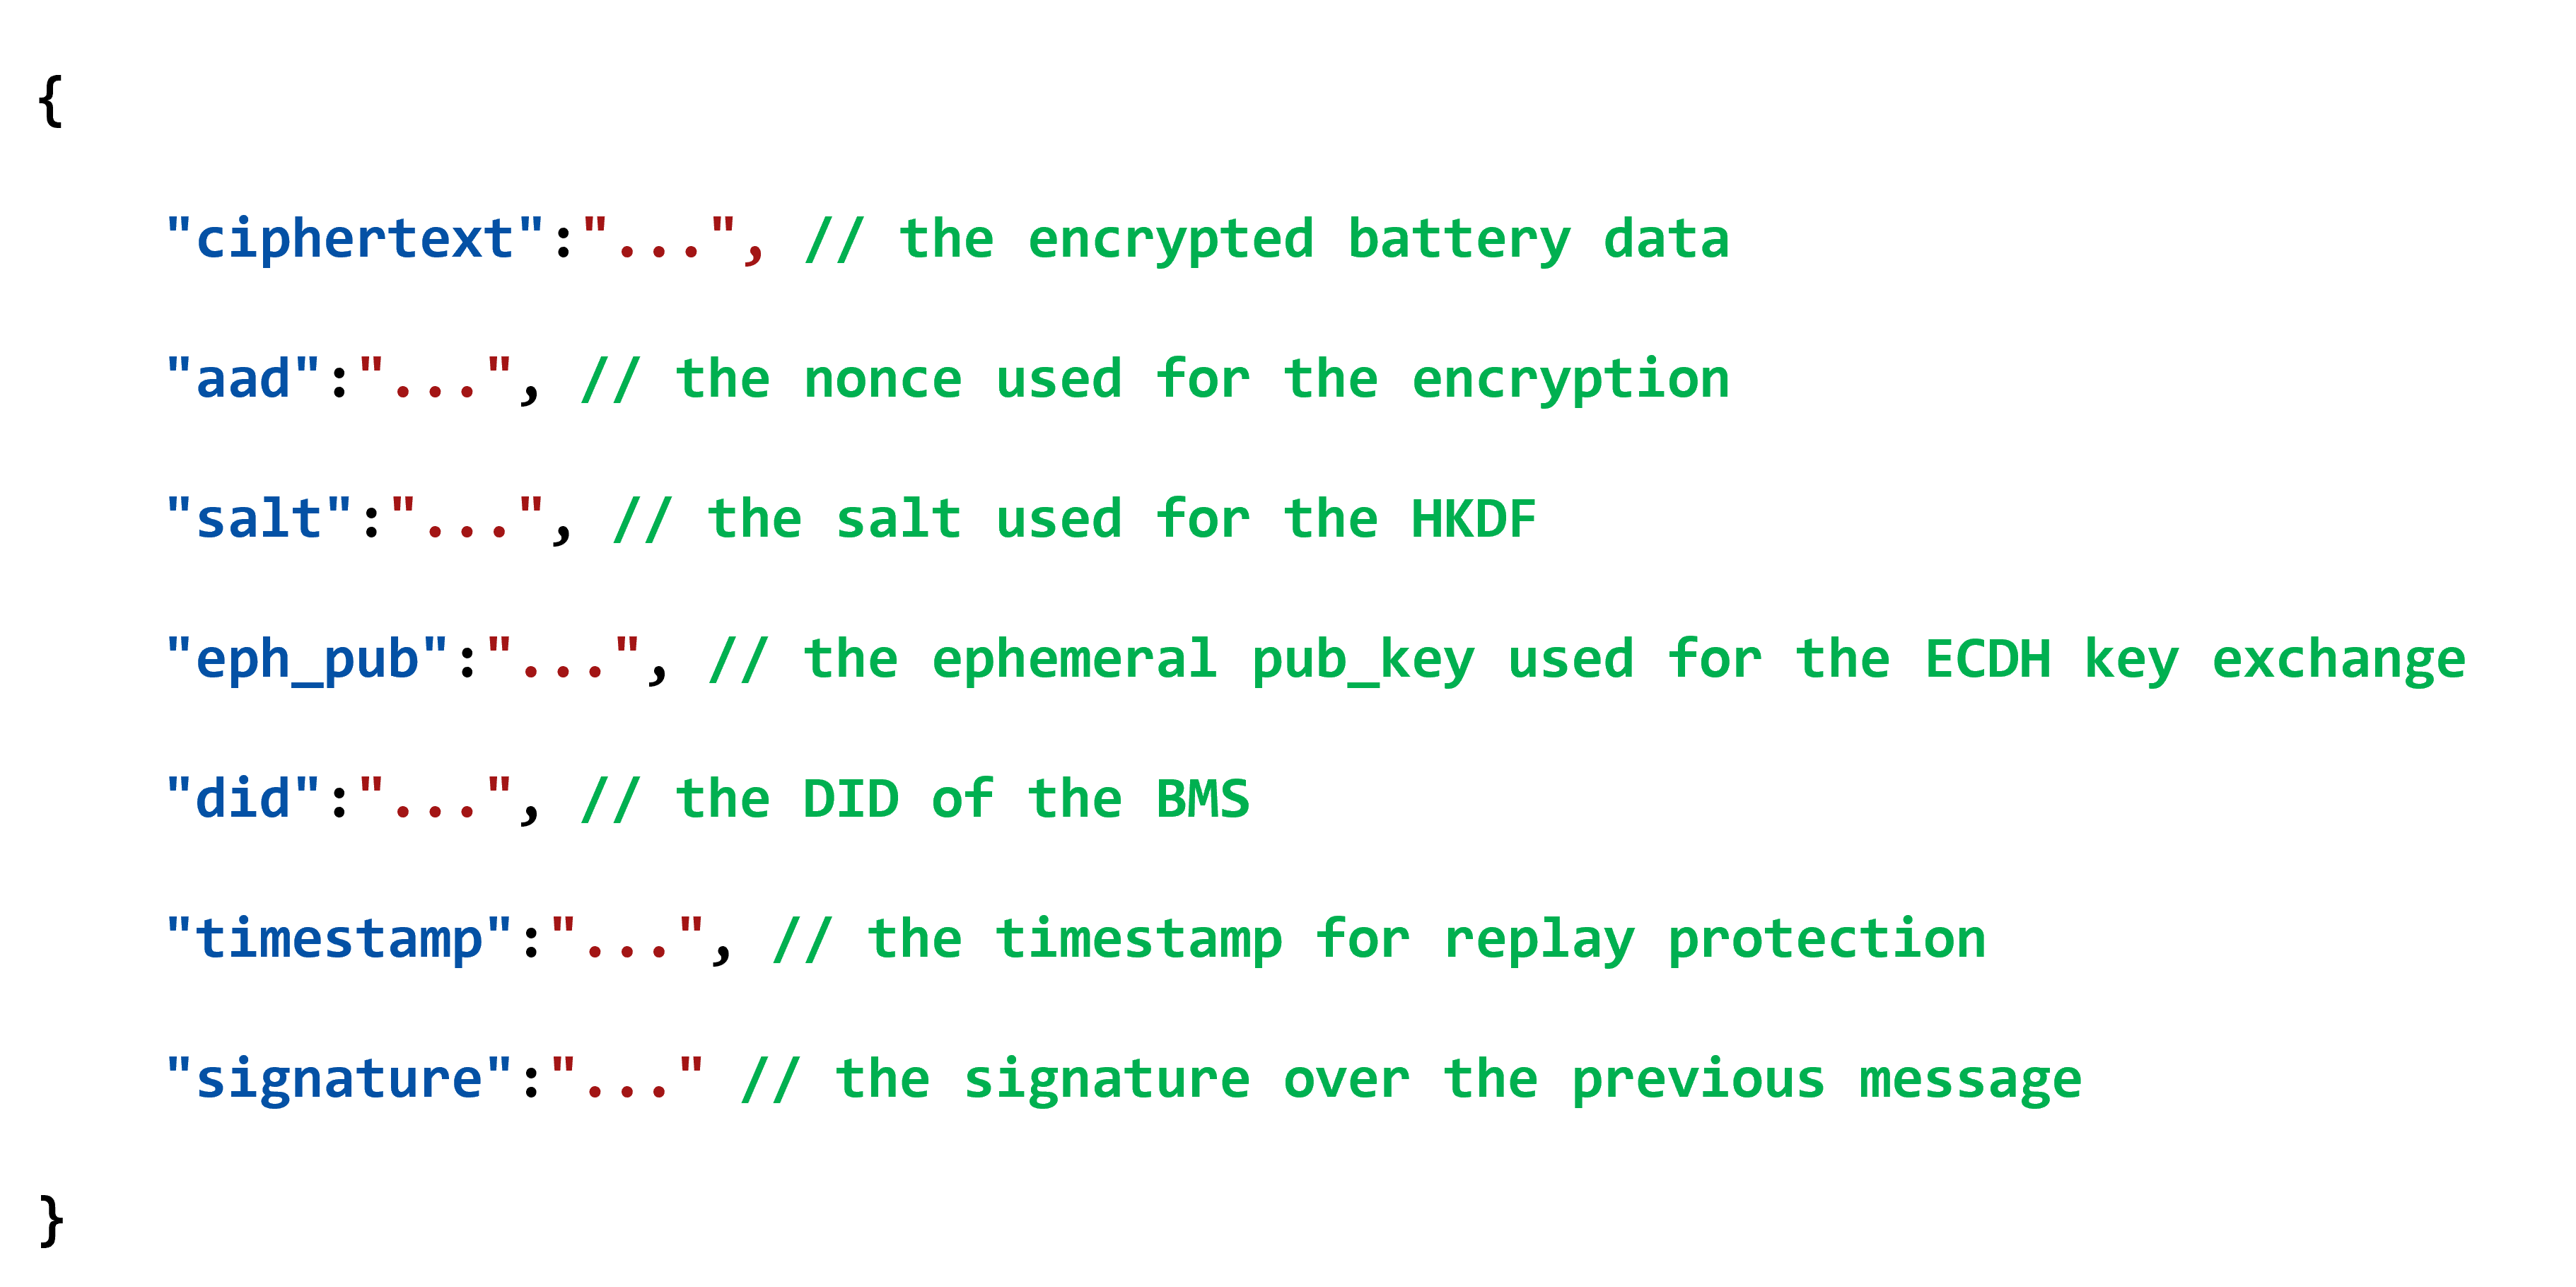 {
"ciphertext":"...", // the encrypted battery data
"aad":"...", // the nonce used for the encryption
"salt":"...", // the salt used for the HKDF
"eph_pub":"...", // the ephemeral pub_key used for the ECDH key exchange
"did":"...", // the DID of the BMS
"timestamp":"...", // the timestamp for replay protection
"signature":"..." // the signature over the previous message
}